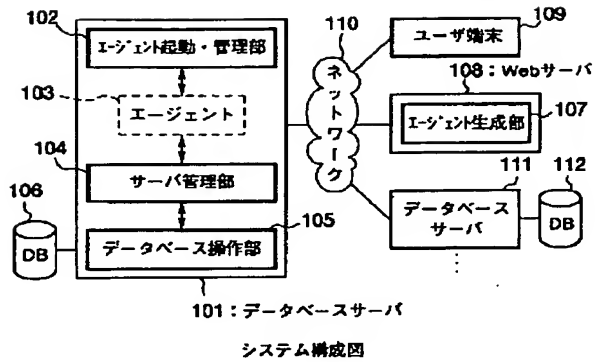 102
エージェント起動・管理部
103
エージェント
104
サーバ管理部
106
DB
105
データベース操作部
101：データベースサーバ
110
ネットワーク
109
ユーザ端末
108：Webサーバ
エージェント生成部
107
111
データベース
サーバ
112
DB
⋮
システム構成図